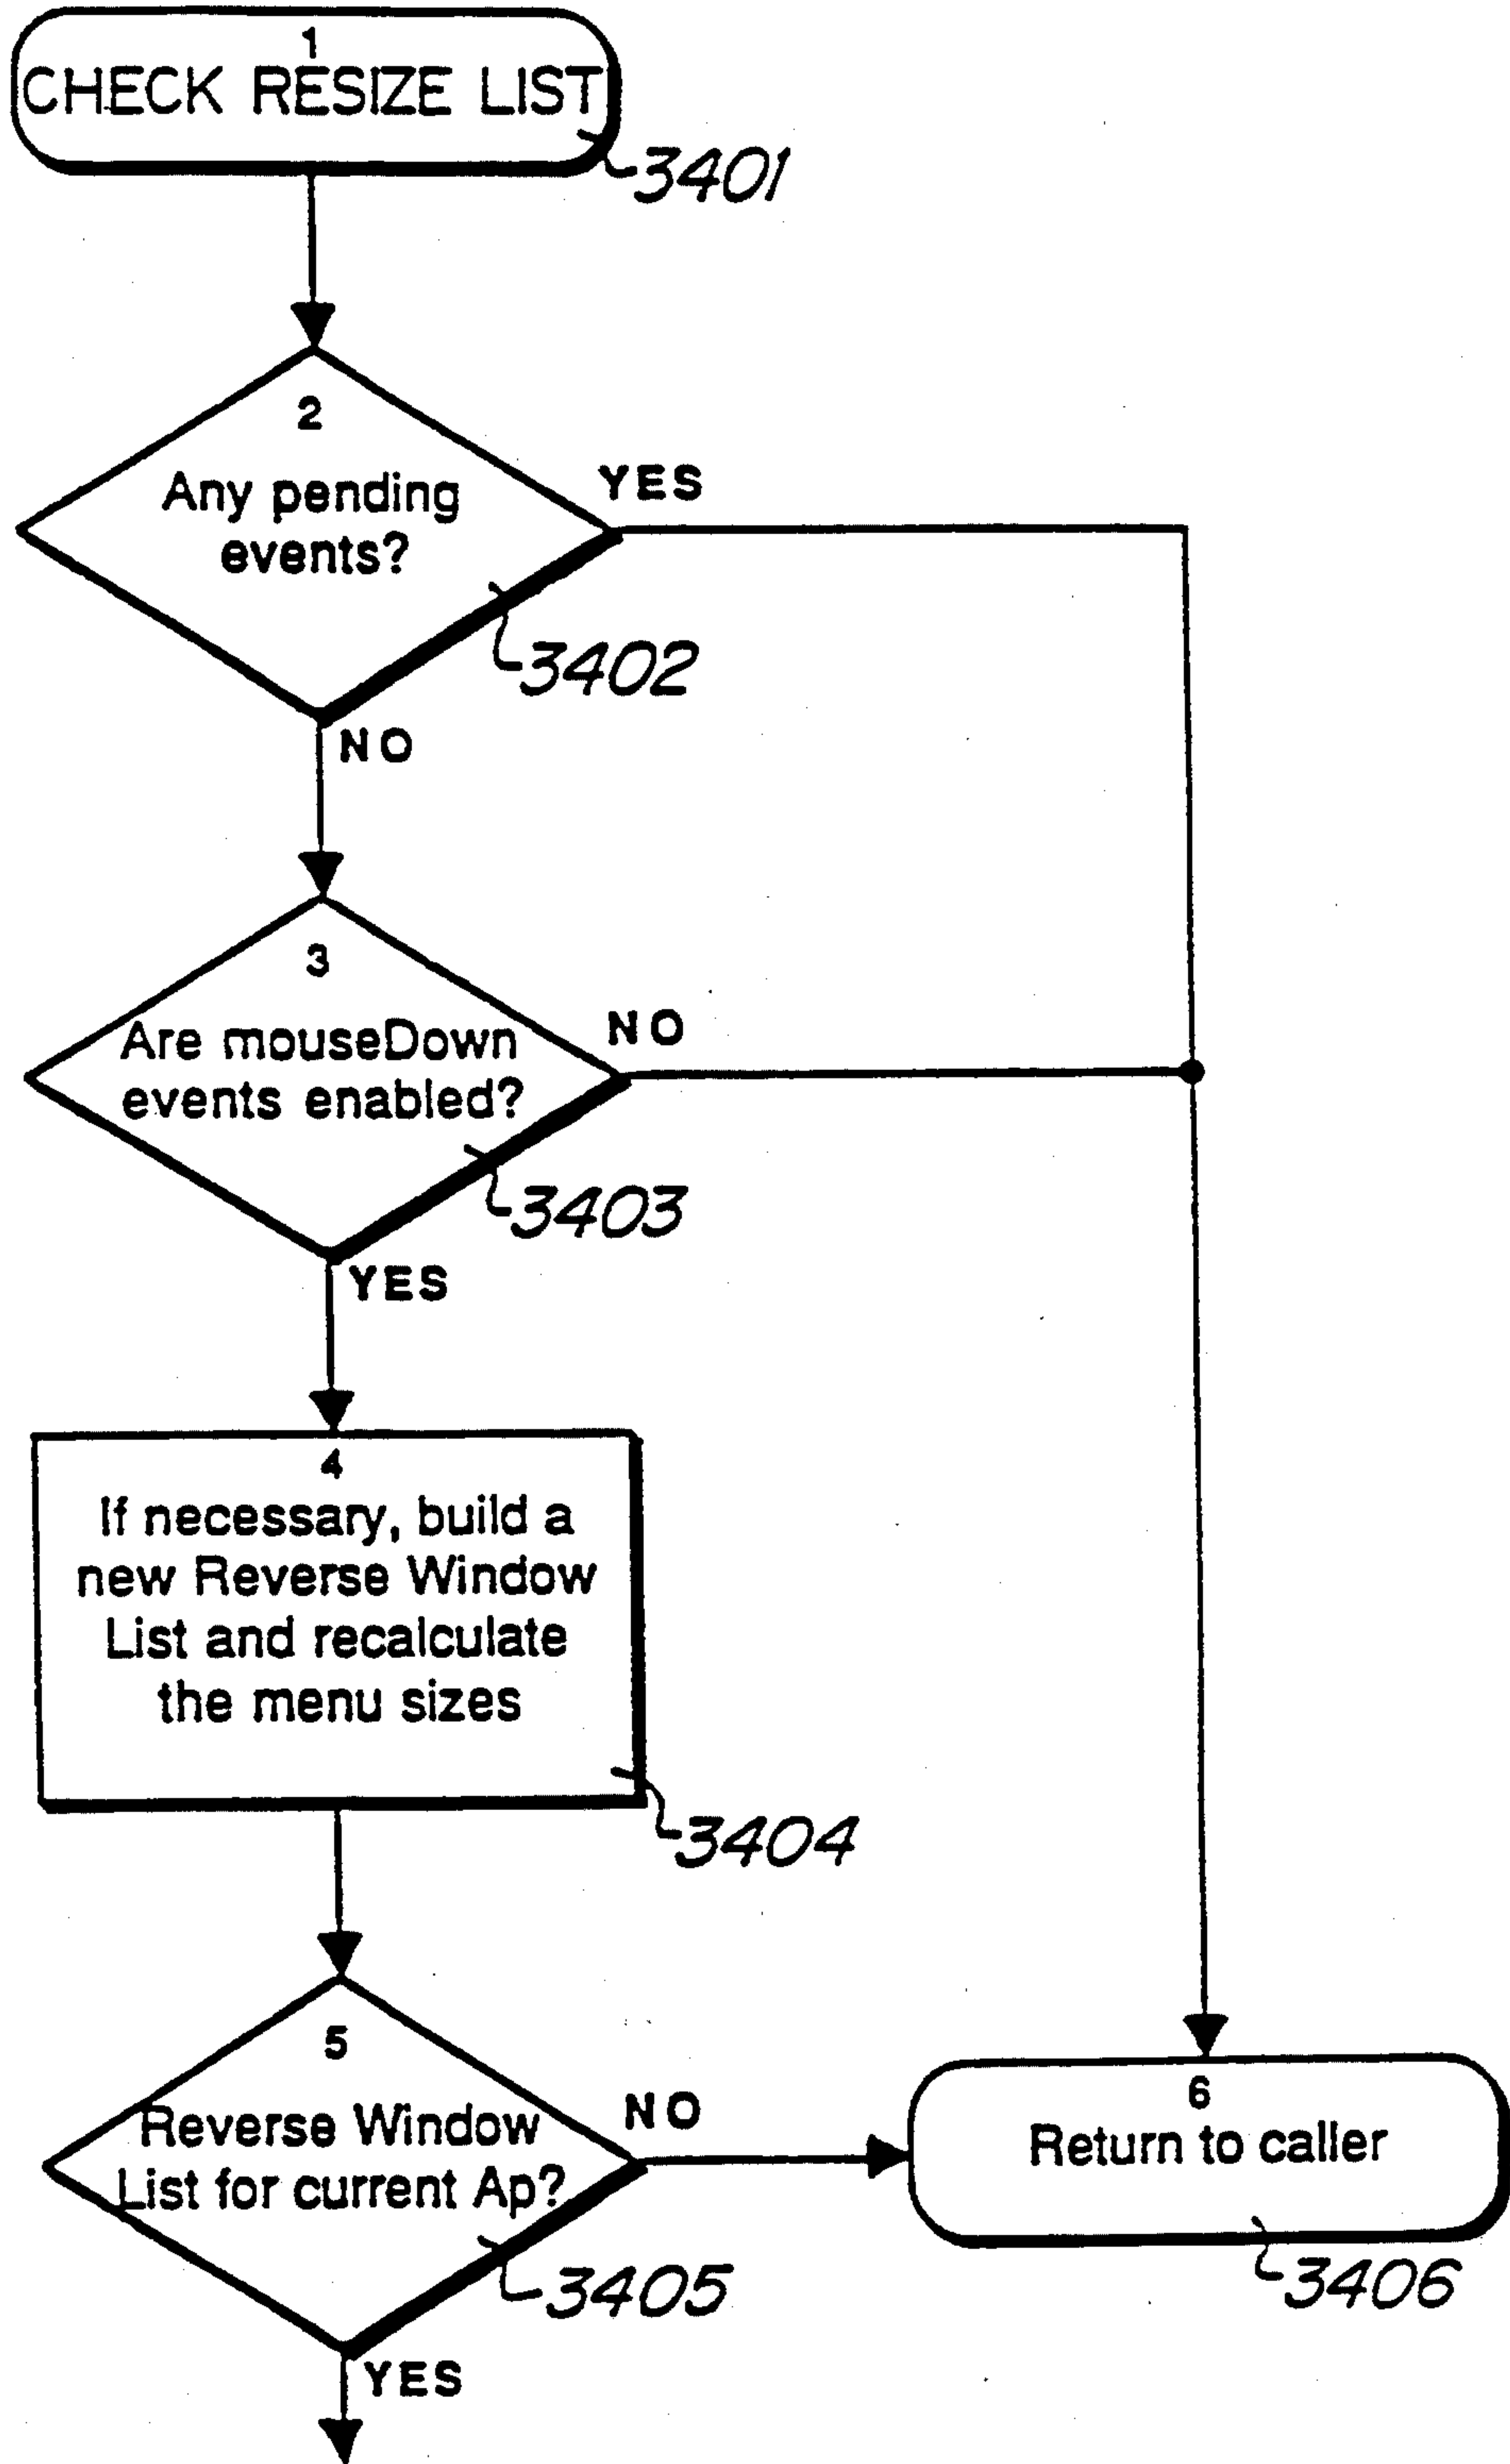 1
CHECK RESIZE LIST
3401
2
Any pending
events?
YES
3402
NO
3
Are mouseDown
events enabled?
NO
3403
YES
4
If necessary, build a
new Reverse Window
List and recalculate
the menu sizes
3404
5
Reverse Window
List for current Ap?
NO
3405
YES
6
Return to caller
3406